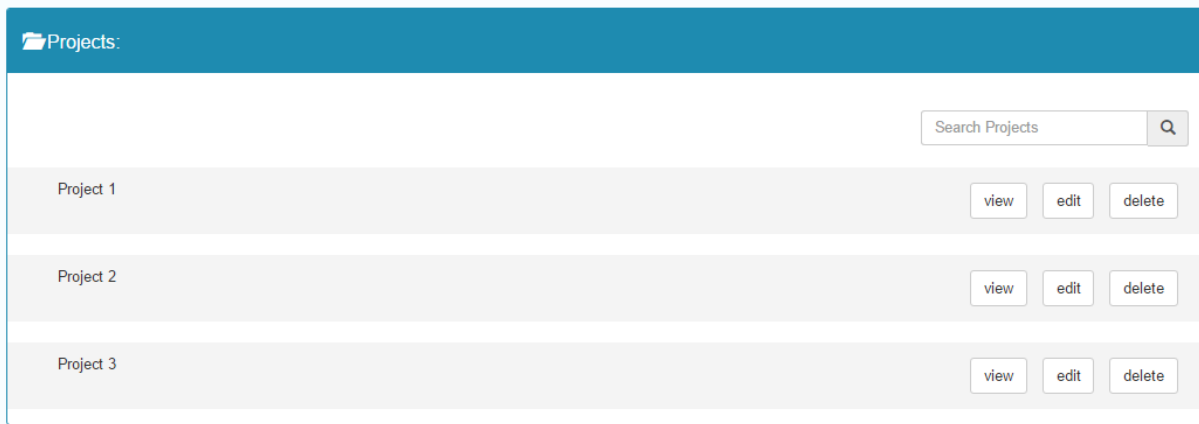 Projects:
Search Projects
Project 1 view edit delete
Project 2 view edit delete
Project 3 view edit delete